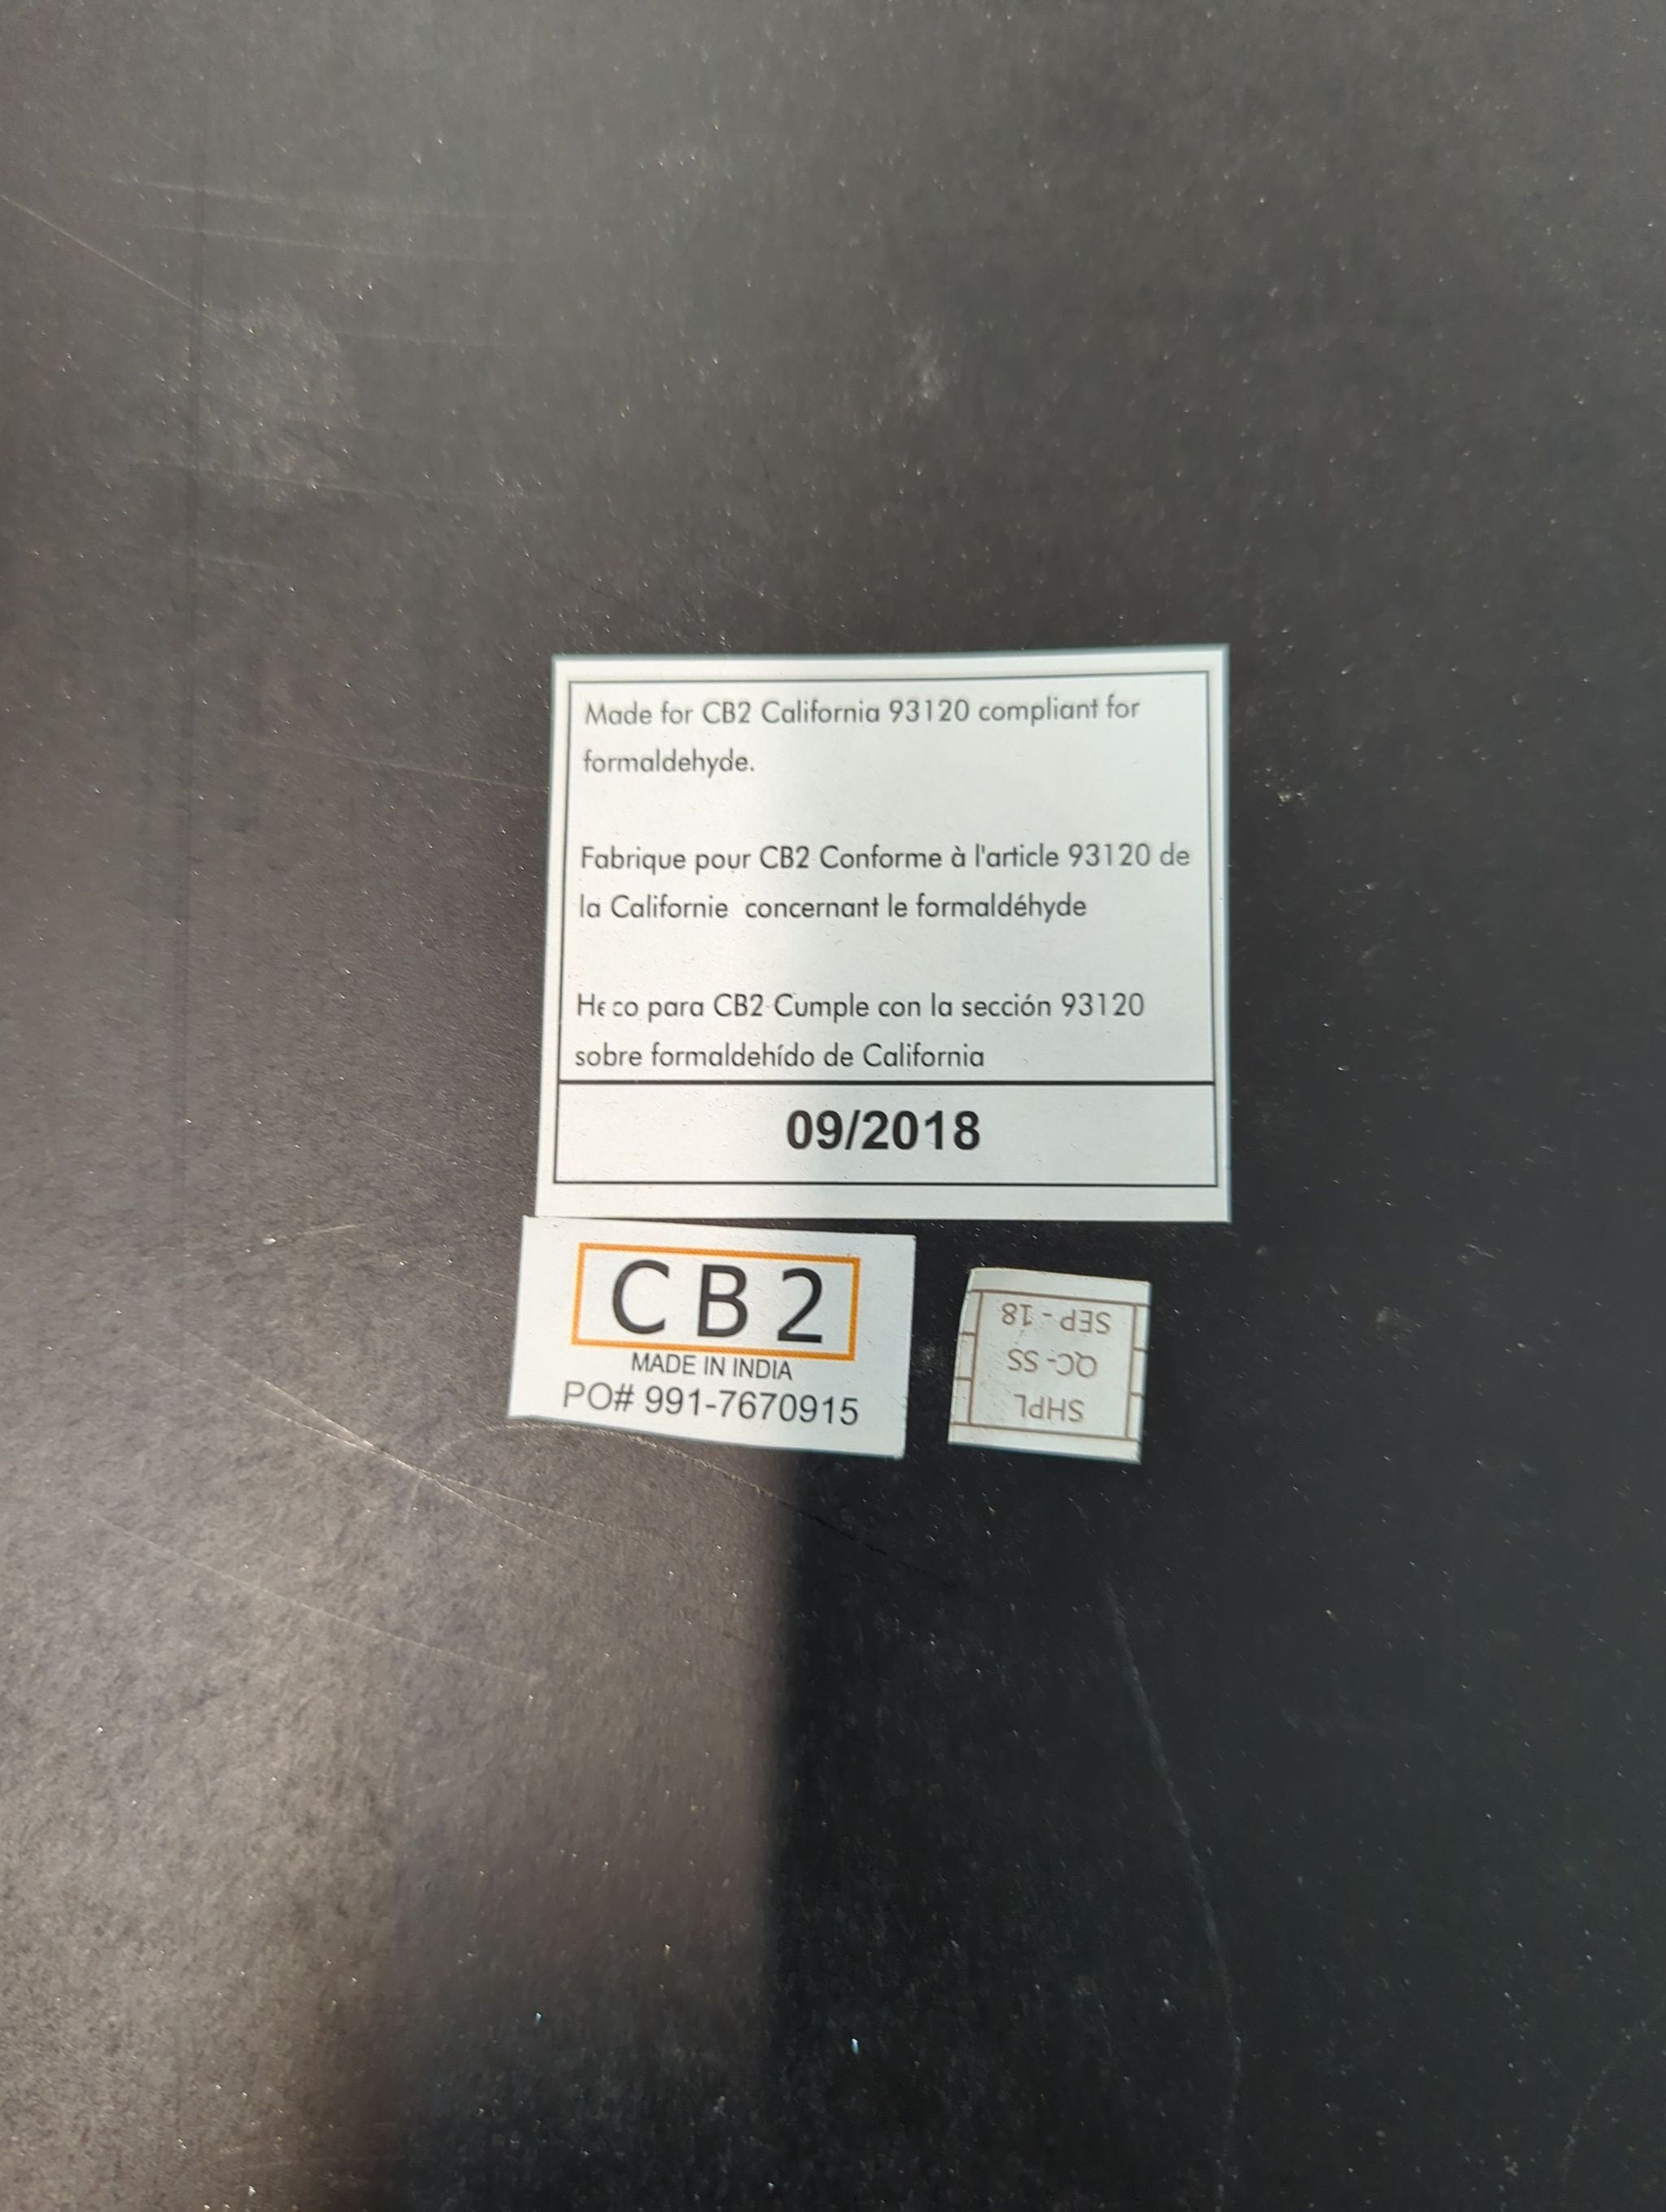 Made for CB2 California 93120 compliant for
formaldehyde.
Fabrique pour CB2 Conforme à l'article 93120 de
la Californie concernant le formaldéhyde
para CB2 Cumple con la sección 93120
sobre formaldehído de California
09/2018
CB2
MADE IN INDIA
PO# 991-7670915
SHPL
QC-SS
SEP-18